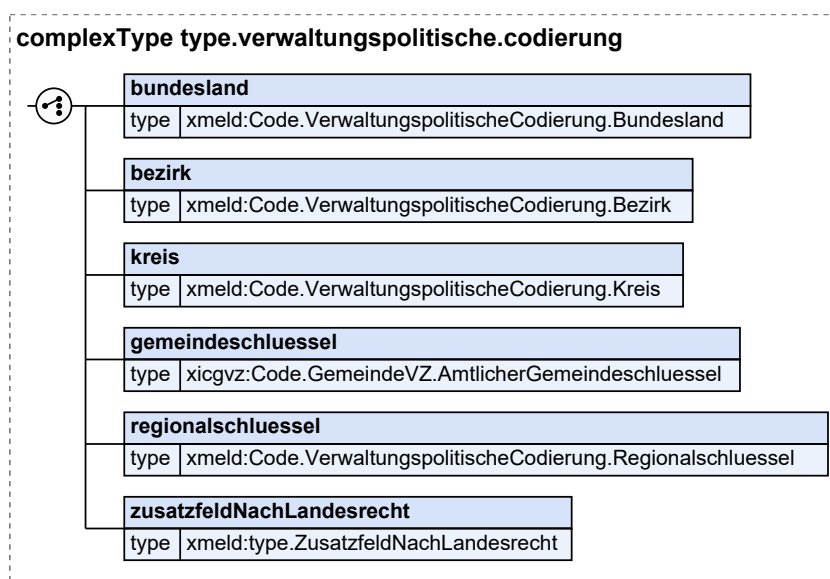 complexType type.verwaltungspolitische.codierung
bundesland
type xmeld:Code.VerwaltungspolitischeCodierung.Bundesland
bezirk
type xmeld:Code.VerwaltungspolitischeCodierung.Bezirk
kreis
type xmeld:Code.VerwaltungspolitischeCodierung.Kreis
gemeindeschluessel
type xicgvz:Code.GemeindeVZ.AmtlicherGemeindeschluessel
regionalschluessel
type xmeld:Code.VerwaltungspolitischeCodierung.Regionalschluessel
zusatzfeldNachLandesrecht
type xmeld:type.ZusatzfeldNachLandesrecht